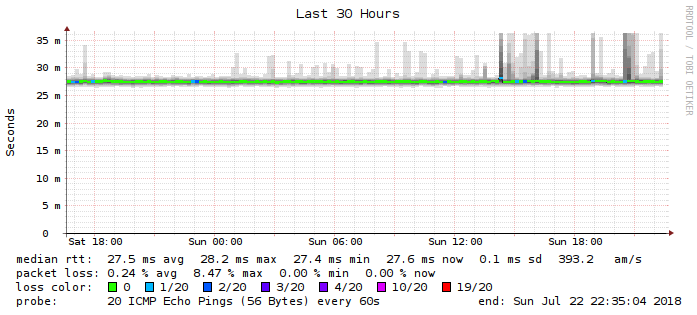 Last 30 Hours
RRDTOOL / TOBI OETIKER
Seconds
35 m
30 m
25 m
20 m
15 m
10 m
5 m
0
Sat 18:00 Sun 00:00 Sun 06:00 Sun 12:00 Sun 18:00
median rtt: 27.5 ms avg 28.2 ms max 27.4 ms min 27.6 ms now 0.1 ms sd 393.2 am/s
packet loss: 0.24 % avg 8.47 % max 0.00 % min 0.00 % now
loss color: 0 1/20 2/20 3/20 4/20 10/20 19/20
probe: 20 ICMP Echo Pings (56 Bytes) every 60s end: Sun Jul 22 22:35:04 2018